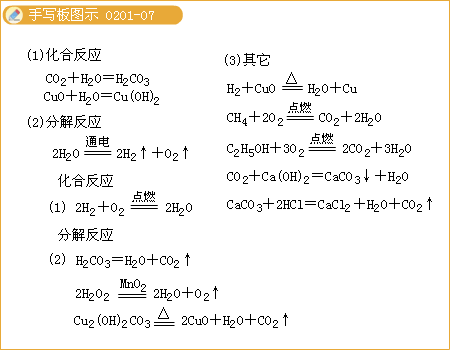 手写板图示 0201-07
(1)化合反应
CO₂+H₂O=H₂CO₃
CuO+H₂O=Cu(OH)₂
(2)分解反应
通电
2H₂O ══ 2H₂↑+O₂↑
化合反应
点燃
(1) 2H₂+O₂ ══ 2H₂O
分解反应
(2) H₂CO₃=H₂O+CO₂↑
MnO₂
2H₂O₂ ══ 2H₂O+O₂↑
△
Cu₂(OH)₂CO₃ ══ 2CuO+H₂O+CO₂↑
(3)其它
△
H₂+CuO ══ H₂O+Cu
点燃
CH₄+2O₂ ══ CO₂+2H₂O
点燃
C₂H₅OH+3O₂ ══ 2CO₂+3H₂O
CO₂+Ca(OH)₂=CaCO₃↓+H₂O
CaCO₃+2HCl=CaCl₂+H₂O+CO₂↑